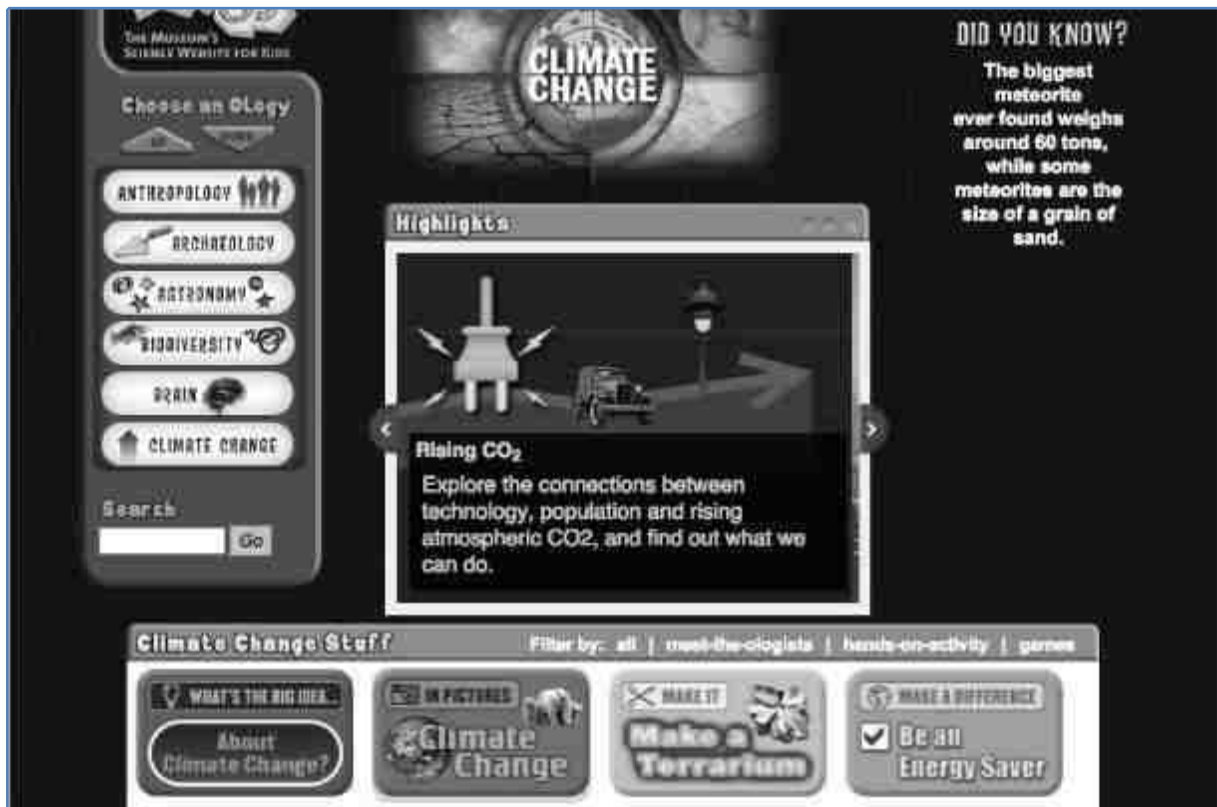 THE MUSEUM'S
SCIENCE WEBSITE FOR KIDS
Choose an OLogy
UP DOWN
ANTHROPOLOGY
ARCHAEOLOGY
ASTRONOMY
BIODIVERSITY
BRAIN
CLIMATE CHANGE
Search
Go
CLIMATE
CHANGE
DID YOU KNOW?
The biggest
meteorite
ever found weighs
around 60 tons,
while some
meteorites are the
size of a grain of
sand.
Highlights
Rising CO₂
Explore the connections between
technology, population and rising
atmospheric CO2, and find out what we
can do.
Climate Change Stuff
Filter by: all | meet-the-ologists | hands-on-activity | games
WHAT'S THE BIG IDEA
About
Climate Change?
IN PICTURES
Climate
Change
MAKE IT
Make a
Terrarium
MAKE A DIFFERENCE
Be an
Energy Saver